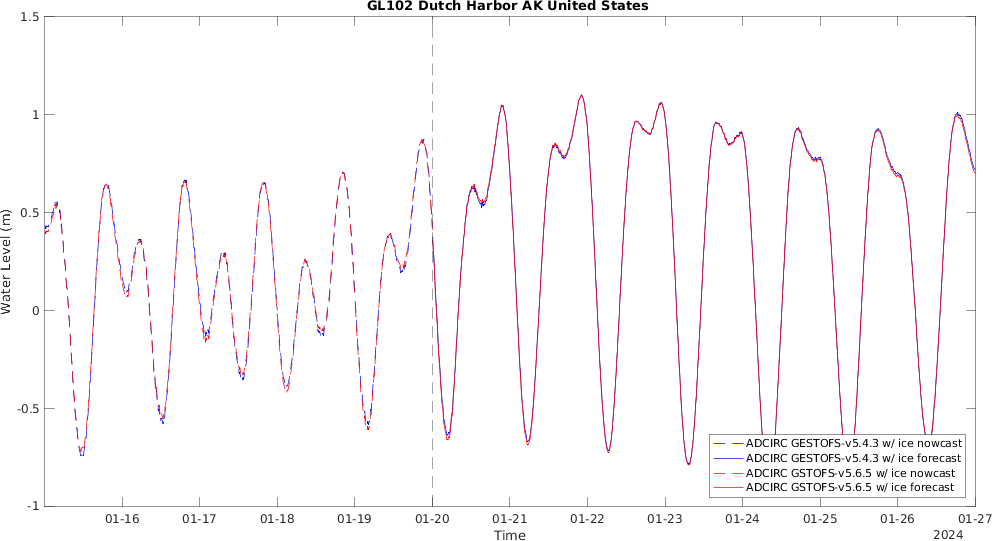 GL102 Dutch Harbor AK United States
1.5
1
0.5
0
-0.5
-1
Water Level (m)
ADCIRC GESTOFS-v5.4.3 w/ ice nowcast
ADCIRC GESTOFS-v5.4.3 w/ ice forecast
ADCIRC GSTOFS-v5.6.5 w/ ice nowcast
ADCIRC GSTOFS-v5.6.5 w/ ice forecast
01-16 01-17 01-18 01-19 01-20 01-21 01-22 01-23 01-24 01-25 01-26 01-27
Time
2024